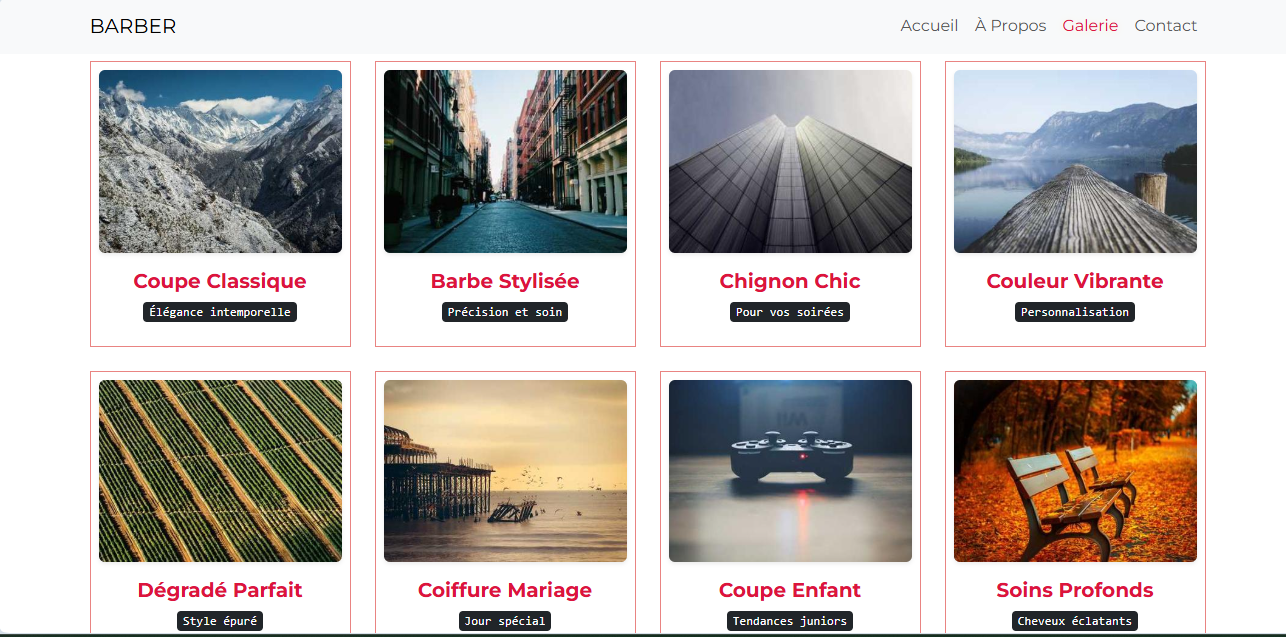 BARBER
Accueil À Propos Galerie Contact
Coupe Classique
Élégance intemporelle
Barbe Stylisée
Précision et soin
Chignon Chic
Pour vos soirées
Couleur Vibrante
Personnalisation
Dégradé Parfait
Style épuré
Coiffure Mariage
Jour spécial
Coupe Enfant
Tendances juniors
Soins Profonds
Cheveux éclatants